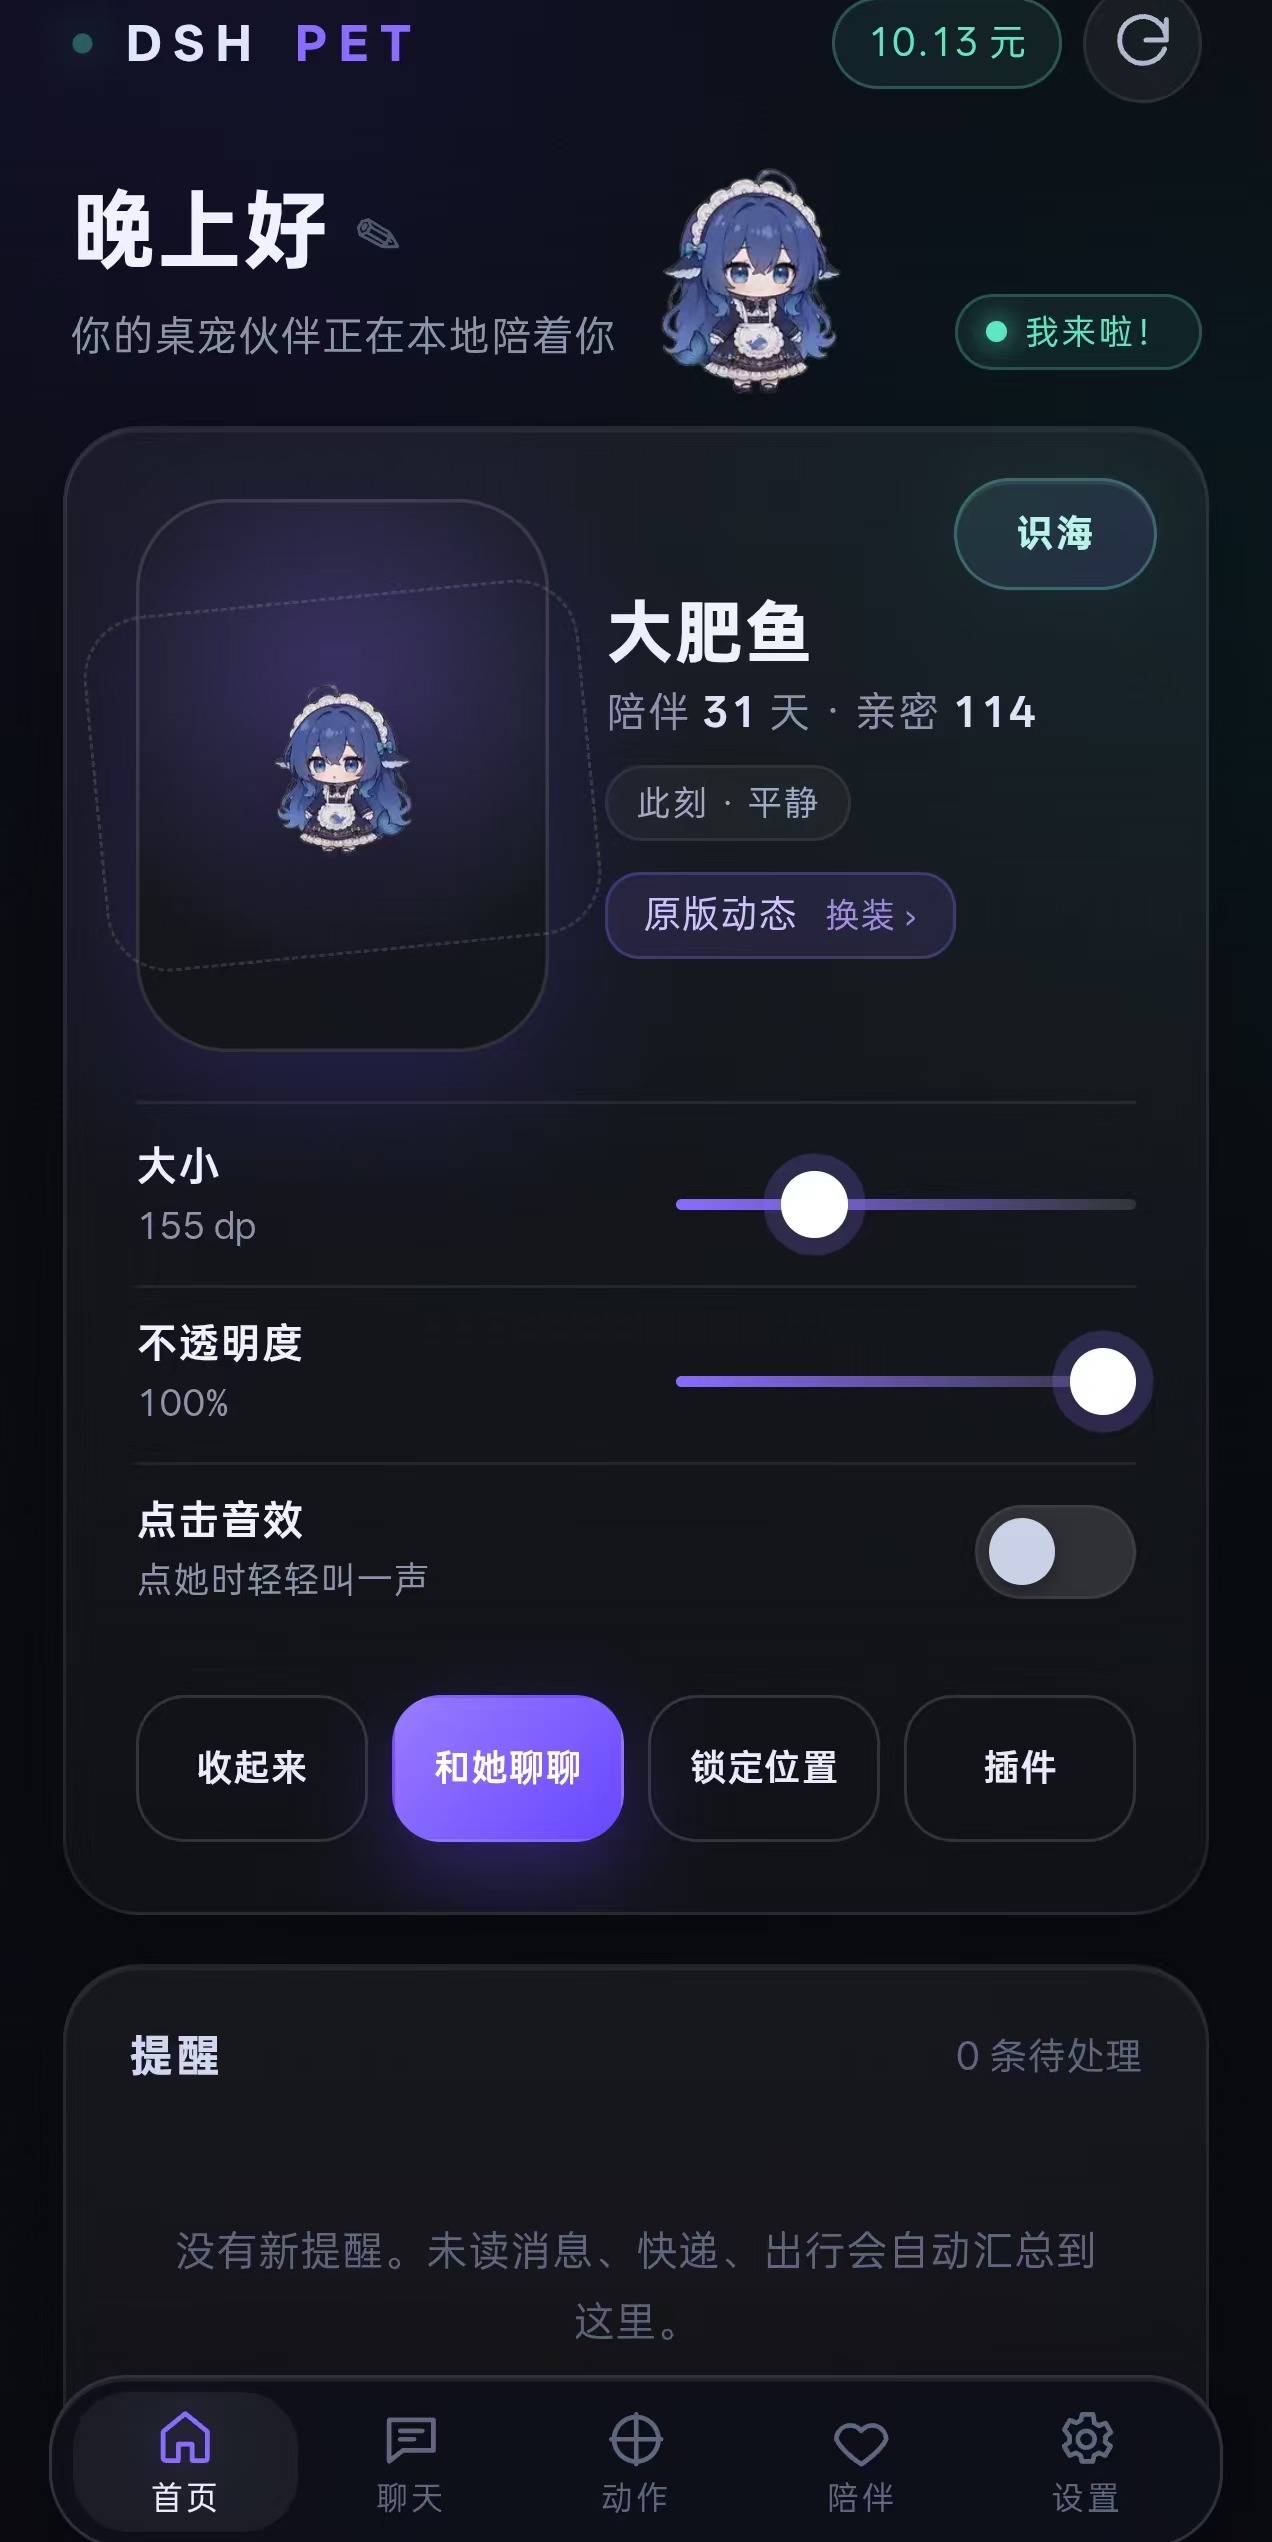 DSH PET
10.13 元
晚上好
你的桌宠伙伴正在本地陪着你
我来啦！
识海
大肥鱼
陪伴 31 天 · 亲密 114
此刻 · 平静
原版动态 换装 ›
大小
155 dp
不透明度
100%
点击音效
点她时轻轻叫一声
收起来
和她聊聊
锁定位置
插件
提醒
0 条待处理
没有新提醒。未读消息、快递、出行会自动汇总到
这里。
首页
聊天
动作
陪伴
设置